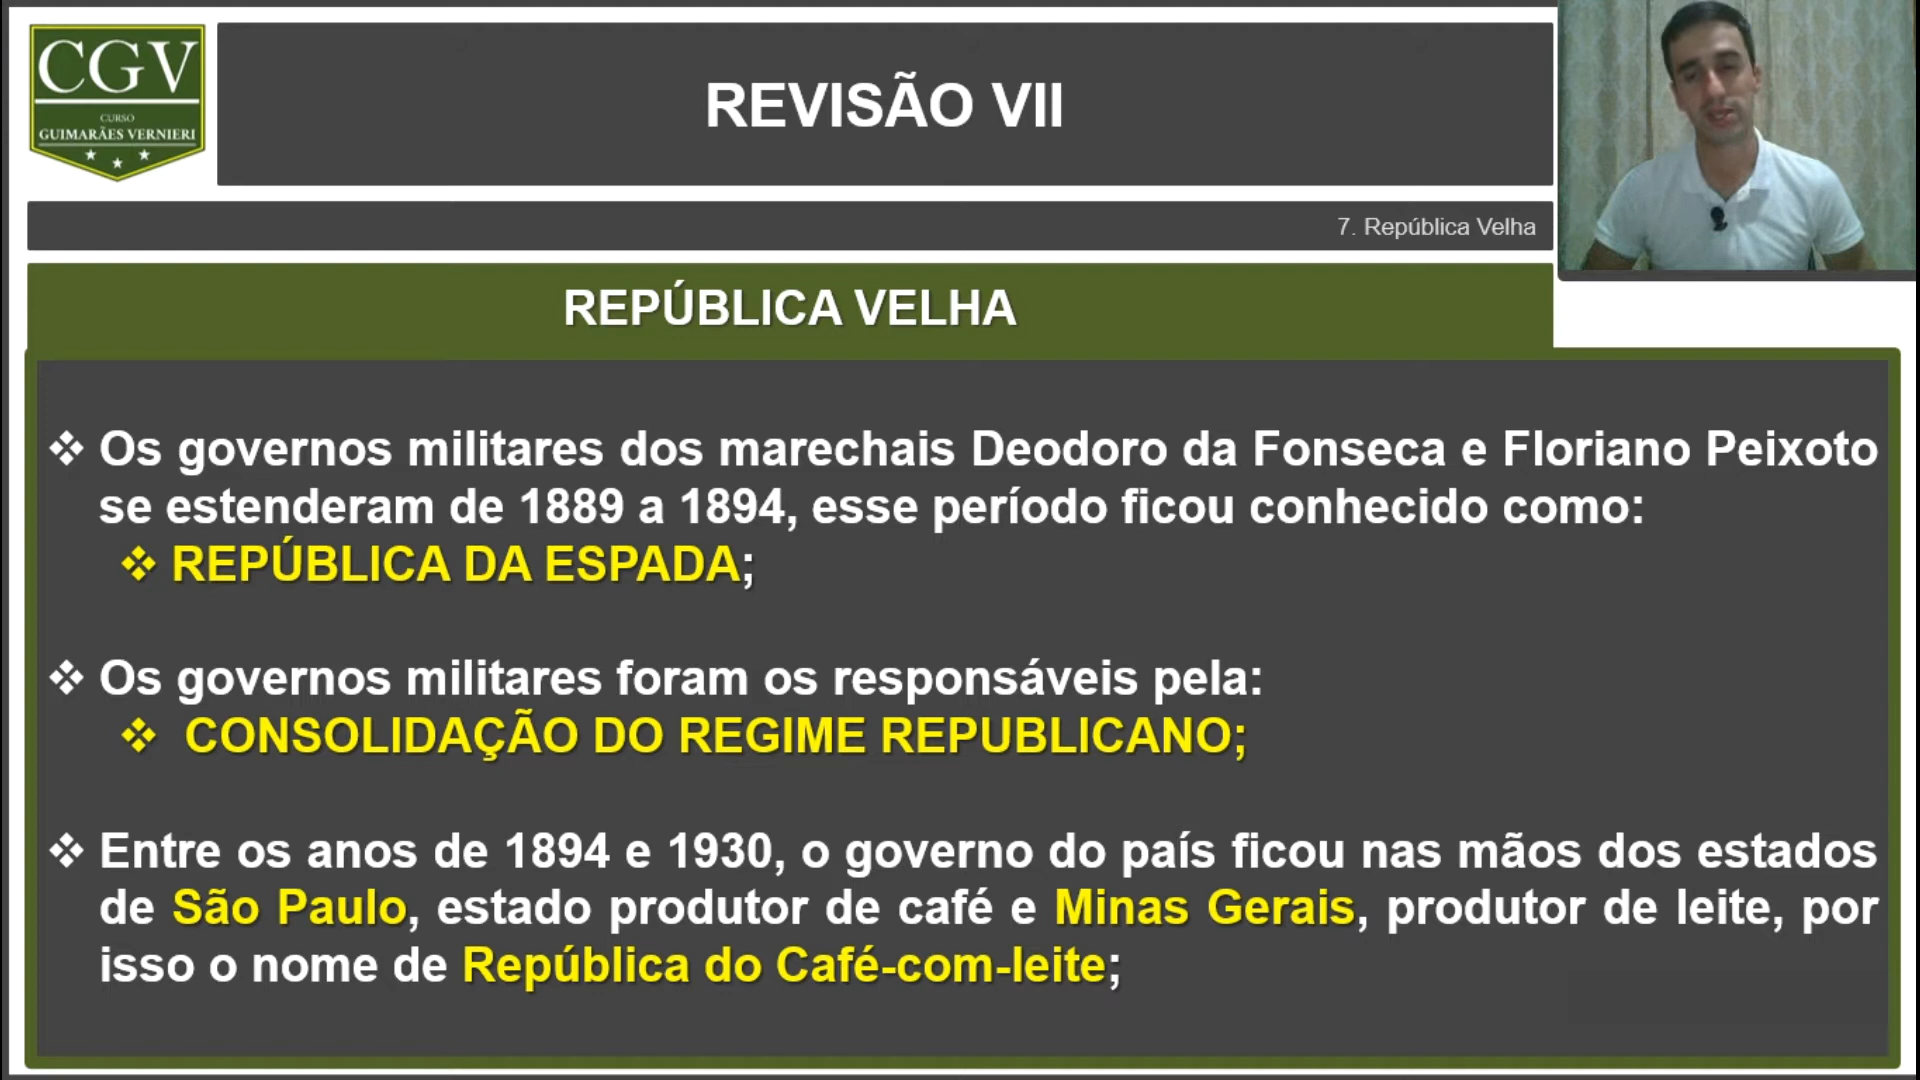 CGV
CURSO
GUIMARÃES VERNIERI
REVISÃO VII
7. República Velha
REPÚBLICA VELHA
❖ Os governos militares dos marechais Deodoro da Fonseca e Floriano Peixoto
se estenderam de 1889 a 1894, esse período ficou conhecido como:
❖ REPÚBLICA DA ESPADA;
❖ Os governos militares foram os responsáveis pela:
❖ CONSOLIDAÇÃO DO REGIME REPUBLICANO;
❖ Entre os anos de 1894 e 1930, o governo do país ficou nas mãos dos estados
de São Paulo, estado produtor de café e Minas Gerais, produtor de leite, por
isso o nome de República do Café-com-leite;